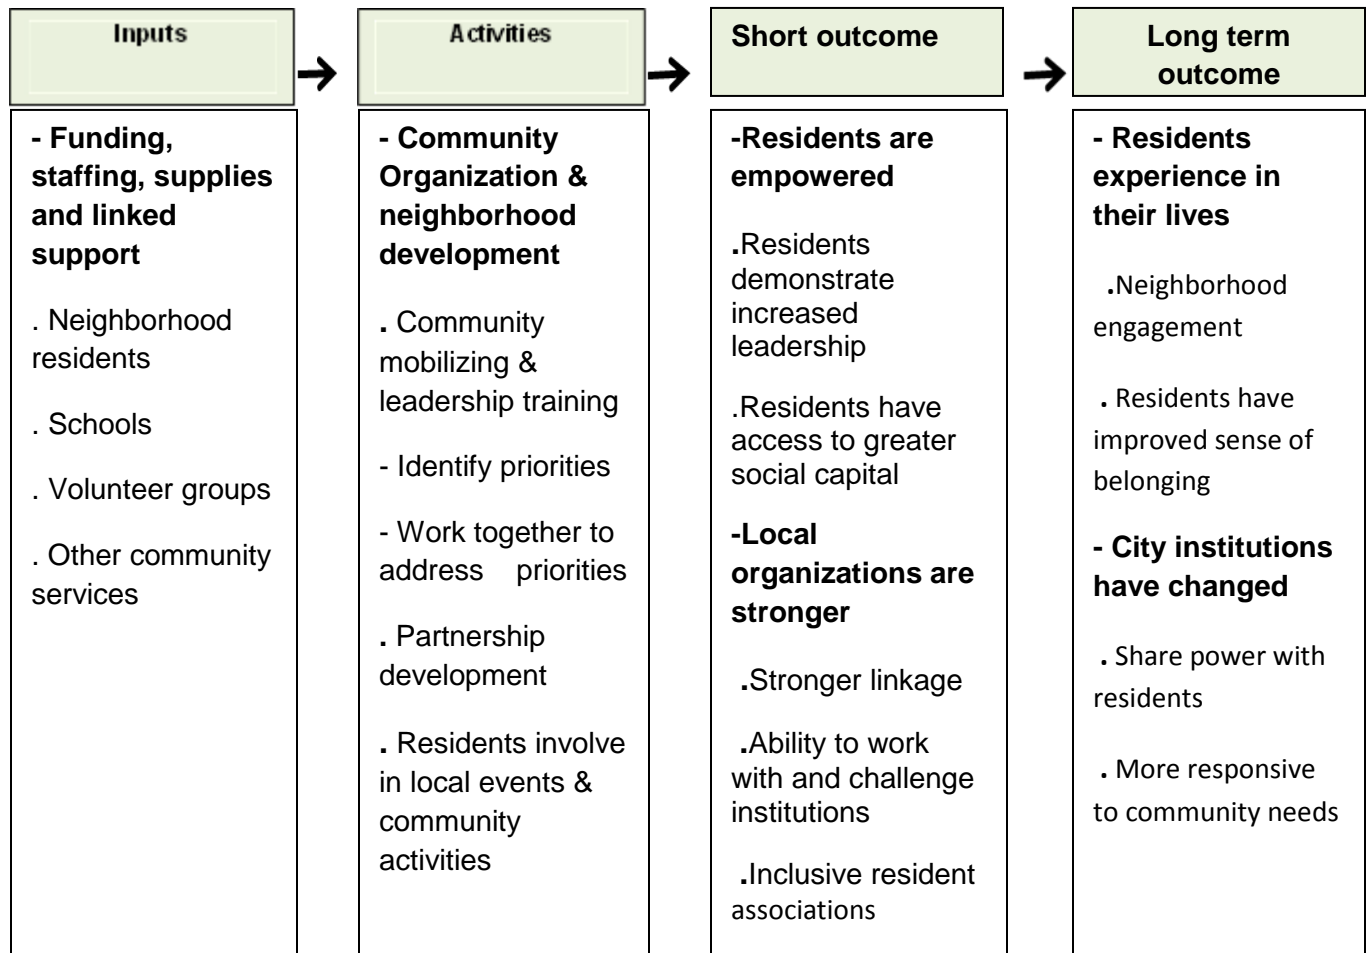 Inputs
- Funding,
staffing, supplies
and linked
support
. Neighborhood
residents
. Schools
. Volunteer groups
. Other community
services
Activities
- Community
Organization &
neighborhood
development
. Community
mobilizing &
leadership training
- Identify priorities
- Work together to
address priorities
. Partnership
development
. Residents involve
in local events &
community
activities
Short outcome
-Residents are
empowered
.Residents
demonstrate
increased
leadership
.Residents have
access to greater
social capital
-Local
organizations are
stronger
.Stronger linkage
.Ability to work
with and challenge
institutions
.Inclusive resident
associations
Long term
outcome
- Residents
experience in
their lives
.Neighborhood
engagement
. Residents have
improved sense of
belonging
- City institutions
have changed
. Share power with
residents
. More responsive
to community needs